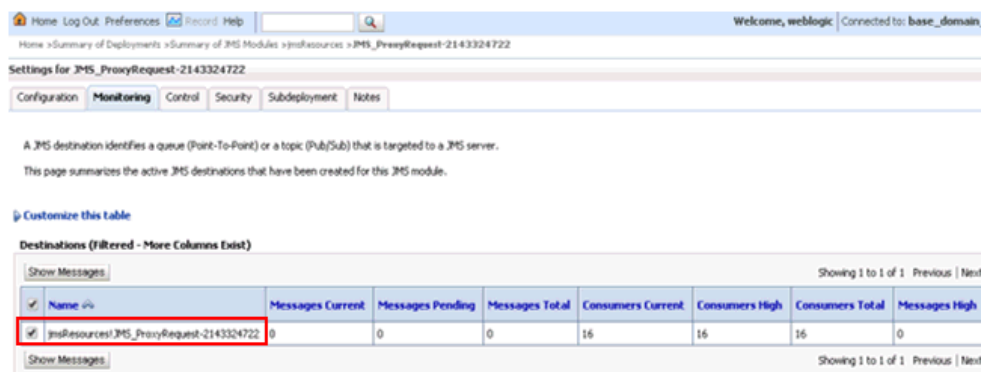 Home Log Out Preferences Record Help
Welcome, weblogic Connected to: base_domain
Home >Summary of Deployments >Summary of JMS Modules >jmsResources >JMS_ProxyRequest-2143324722
Settings for JMS_ProxyRequest-2143324722
Configuration Monitoring Control Security Subdeployment Notes
A JMS destination identifies a queue (Point-To-Point) or a topic (Pub/Sub) that is targeted to a JMS server.
This page summarizes the active JMS destinations that have been created for this JMS module.
Customize this table
Destinations (Filtered - More Columns Exist)
Show Messages Showing 1 to 1 of 1 Previous | Next
Name Messages Current Messages Pending Messages Total Consumers Current Consumers High Consumers Total Messages High
jmsResources!JMS_ProxyRequest-2143324722 0 0 0 16 16 16 0
Show Messages Showing 1 to 1 of 1 Previous | Next